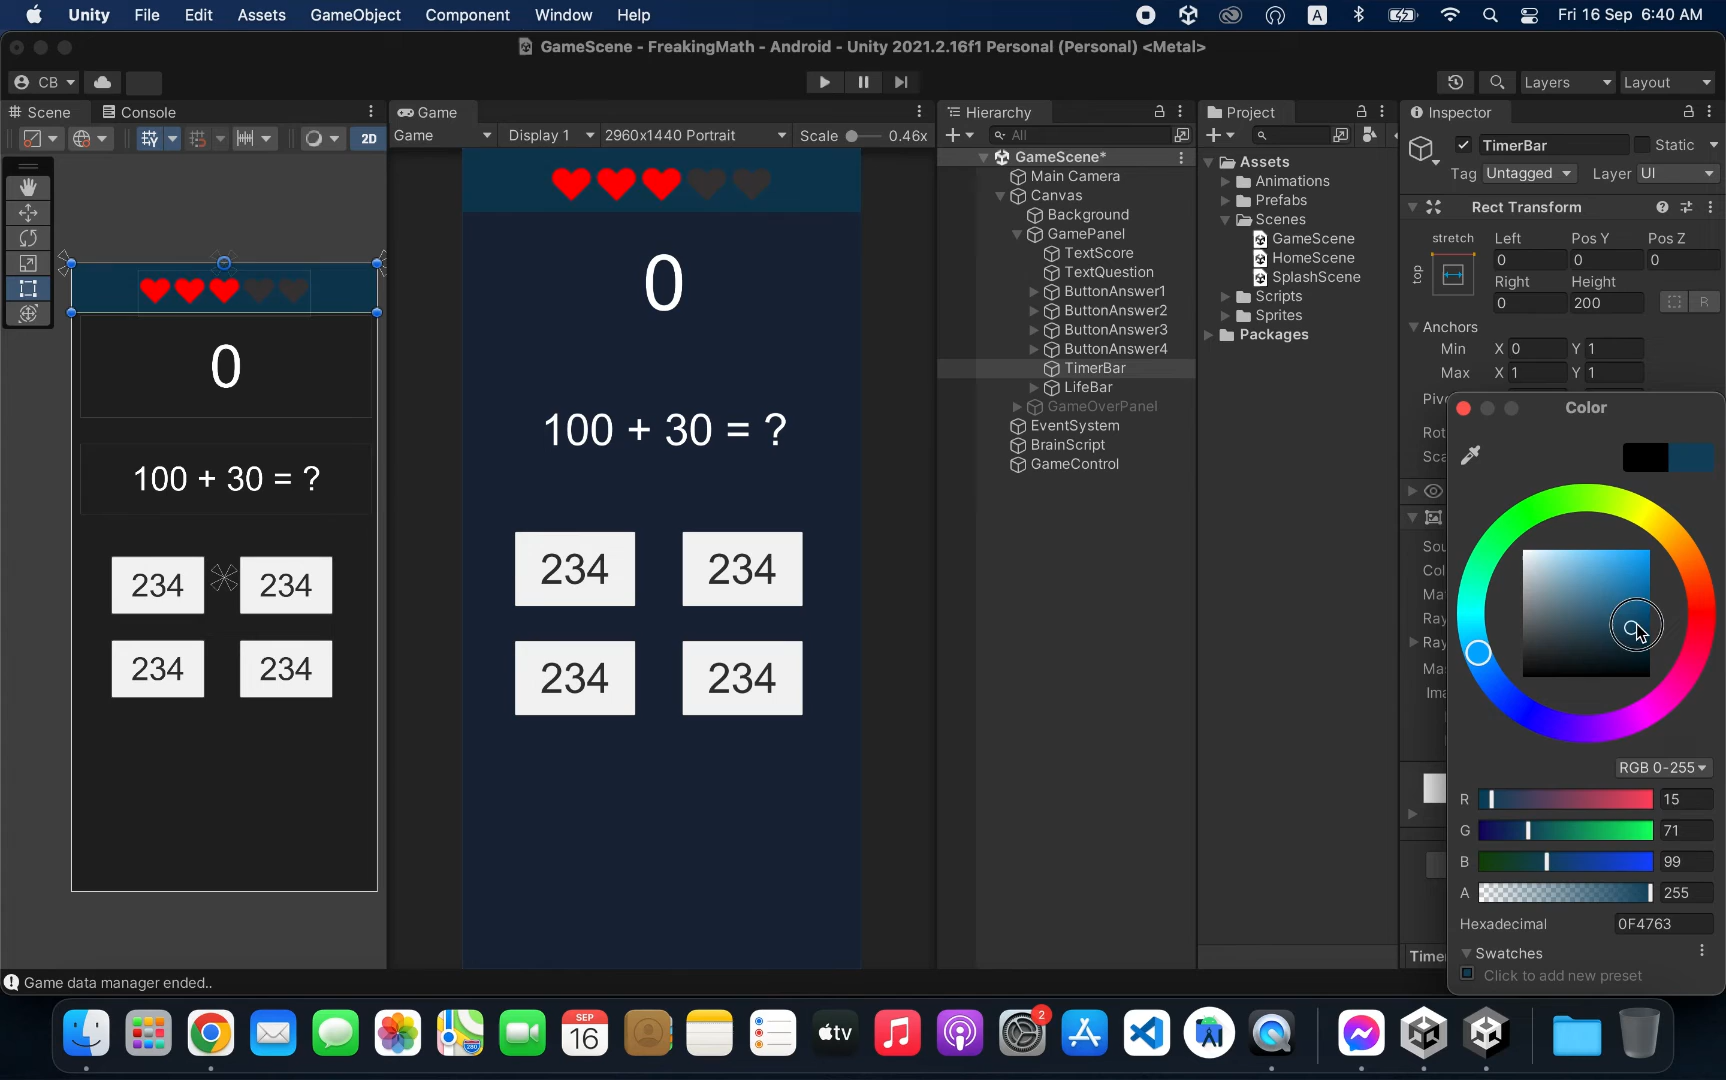 Unity File Edit Assets GameObject Component Window Help A Fri 16 Sep 6:40 AM
GameScene - FreakingMath - Android - Unity 2021.2.16f1 Personal (Personal) <Metal>
CB Layers Layout
Scene Console
2D
Game
Game Display 1 2960x1440 Portrait Scale 0.46x
0
100 + 30 = ?
234 234
234 234
0
100 + 30 = ?
234 234
234 234
Hierarchy
All
GameScene*
Main Camera
Canvas
Background
GamePanel
TextScore
TextQuestion
ButtonAnswer1
ButtonAnswer2
ButtonAnswer3
ButtonAnswer4
TimerBar
LifeBar
GameOverPanel
EventSystem
BrainScript
GameControl
Project
Assets
Animations
Prefabs
Scenes
GameScene
HomeScene
SplashScene
Scripts
Sprites
Packages
Inspector
TimerBar Static
Tag Untagged Layer UI
Rect Transform
stretch Left Pos Y Pos Z
top 0 0 0
Right Height
0 200 R
Anchors
Min X 0 Y 1
Max X 1 Y 1
Color
RGB 0-255
R 15
G 71
B 99
A 255
Hexadecimal 0F4763
Swatches
Click to add new preset
Game data manager ended..
SEP
16
tv
2